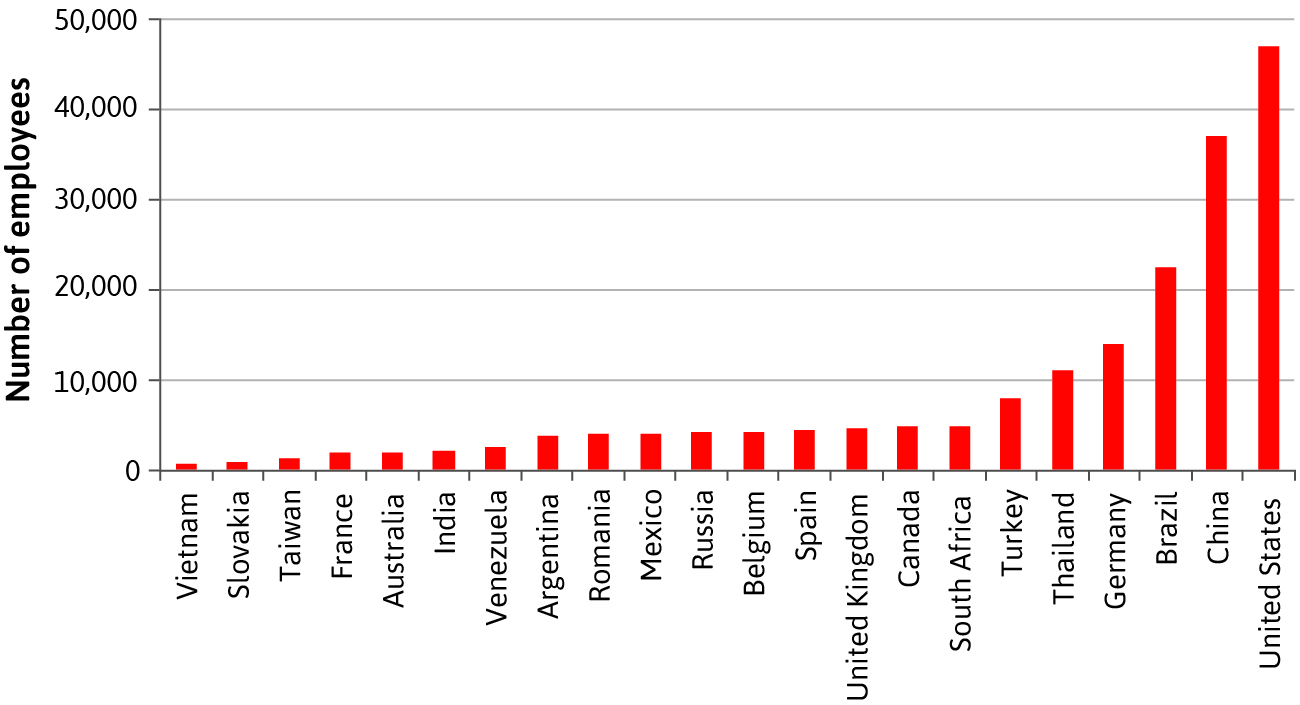 Number of employees
50,000
40,000
30,000
20,000
10,000
0
Vietnam
Slovakia
Taiwan
France
Australia
India
Venezuela
Argentina
Romania
Mexico
Russia
Belgium
Spain
United Kingdom
Canada
South Africa
Turkey
Thailand
Germany
Brazil
China
United States